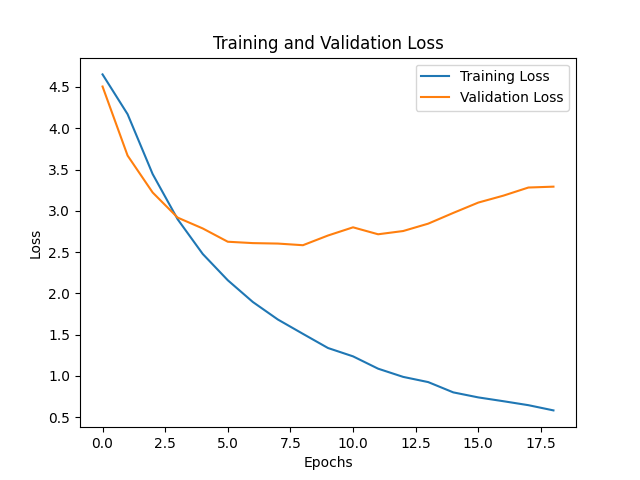 Training and Validation Loss
Training Loss
Validation Loss
Loss
4.5
4.0
3.5
3.0
2.5
2.0
1.5
1.0
0.5
0.0 2.5 5.0 7.5 10.0 12.5 15.0 17.5
Epochs